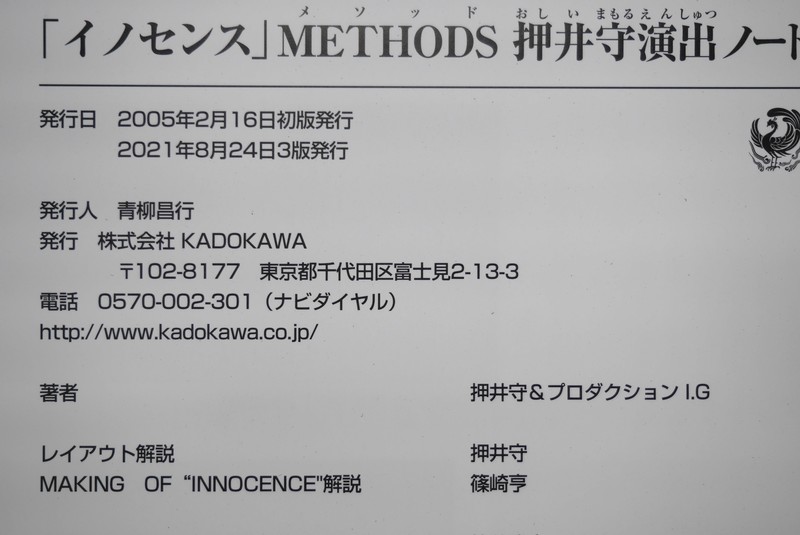 メソッド おしいまもるえんしゅつ
「イノセンス」METHODS 押井守演出ノート
発行日 2005年2月16日初版発行
2021年8月24日3版発行
発行人 青柳昌行
発行 株式会社 KADOKAWA
〒102-8177 東京都千代田区富士見2-13-3
電話 0570-002-301（ナビダイヤル）
http://www.kadokawa.co.jp/
著者 押井守＆プロダクション I.G
レイアウト解説 押井守
MAKING OF “INNOCENCE"解説 篠崎亨